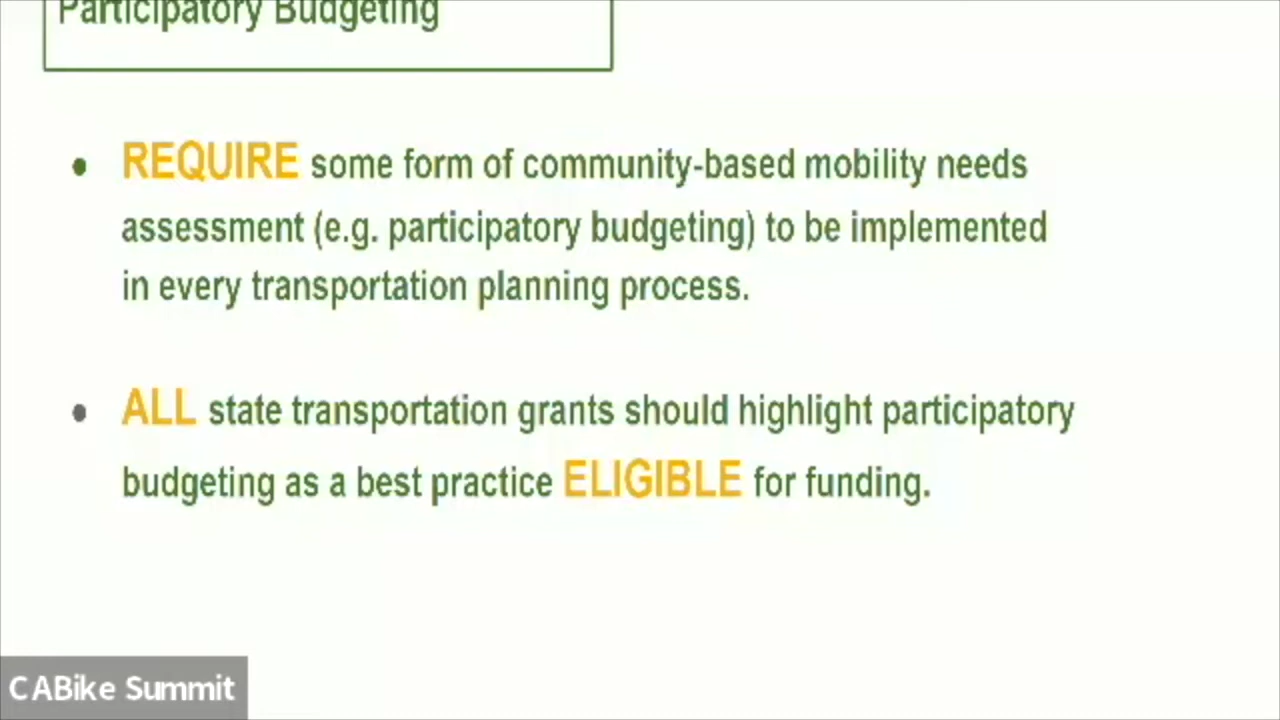 Participatory Budgeting
• REQUIRE some form of community-based mobility needs
assessment (e.g. participatory budgeting) to be implemented
in every transportation planning process.
• ALL state transportation grants should highlight participatory
budgeting as a best practice ELIGIBLE for funding.
CABike Summit